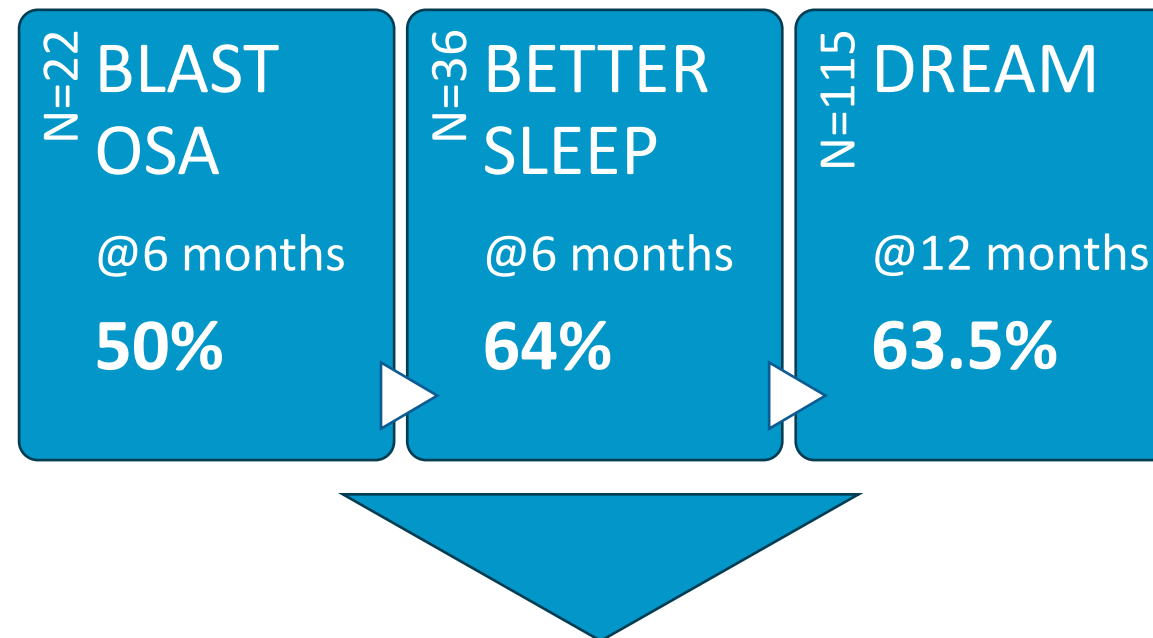 N=22
BLAST
OSA
@6 months
50%
N=36
BETTER
SLEEP
@6 months
64%
N=115
DREAM
@12 months
63.5%